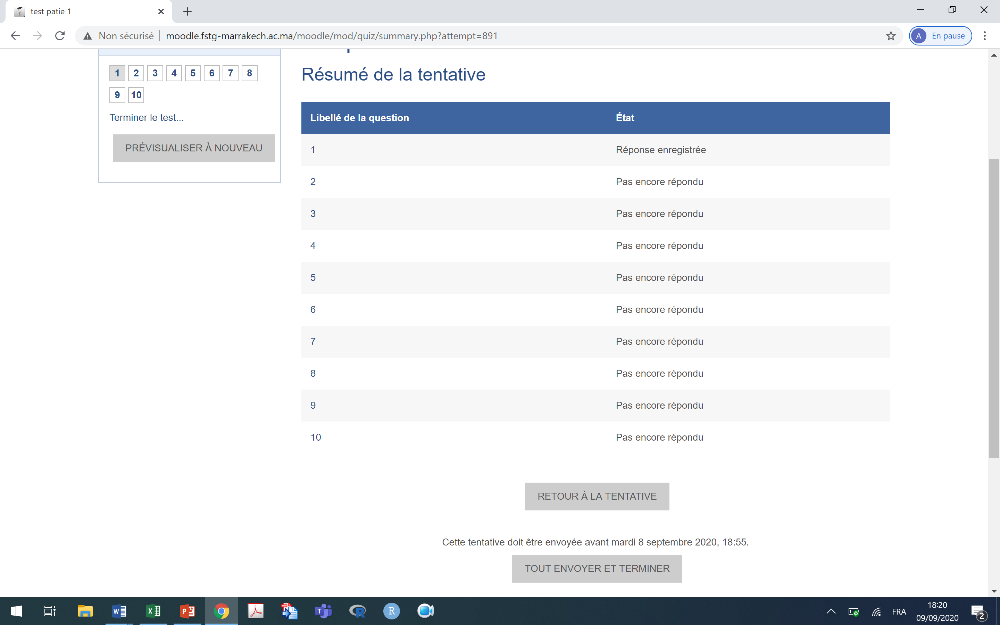 test patie 1
Non sécurisé
moodle.fstg-marrakech.ac.ma/moodle/mod/quiz/summary.php?attempt=891
A En pause
1 2 3 4 5 6 7 8
9 10
Terminer le test...
PRÉVISUALISER À NOUVEAU
Résumé de la tentative
Libellé de la question État
1 Réponse enregistrée
2 Pas encore répondu
3 Pas encore répondu
4 Pas encore répondu
5 Pas encore répondu
6 Pas encore répondu
7 Pas encore répondu
8 Pas encore répondu
9 Pas encore répondu
10 Pas encore répondu
RETOUR À LA TENTATIVE
Cette tentative doit être envoyée avant mardi 8 septembre 2020, 18:55.
TOUT ENVOYER ET TERMINER
FRA
18:20
09/09/2020
2